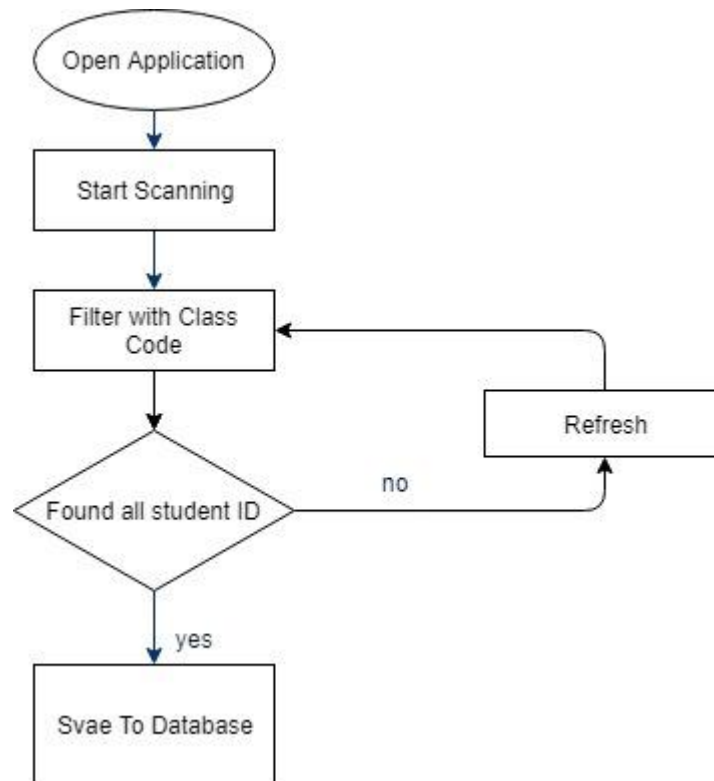 Open Application
Start Scanning
Filter with Class
Code
Refresh
Found all student ID
no
yes
Svae To Database